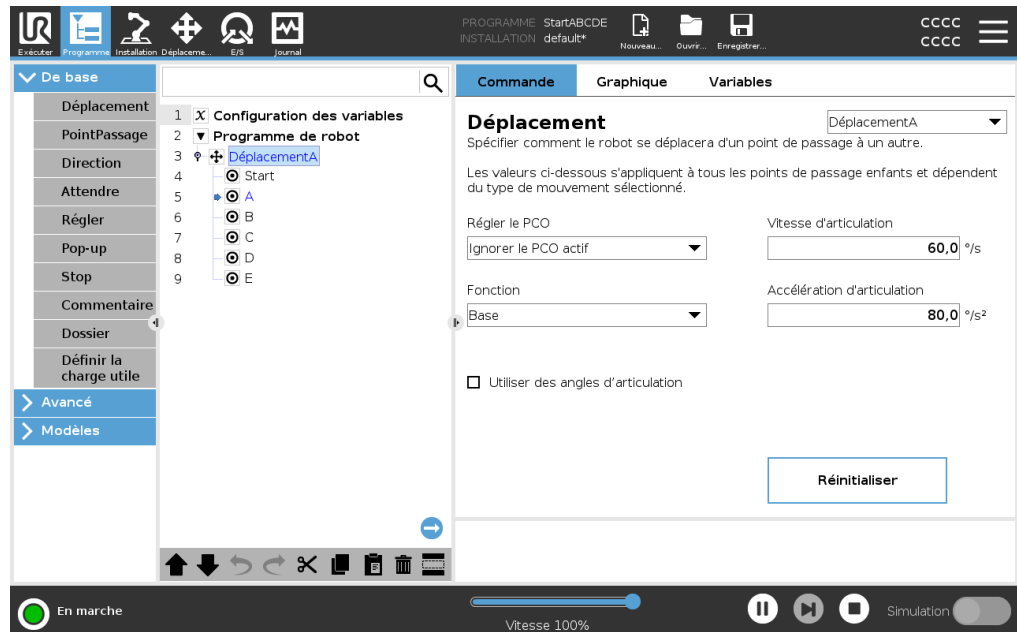 PROGRAMME StartABCDE
INSTALLATION default*
CCCC
CCCC
Exécuter
Programme
Installation
Déplaceme...
E/S
Journal
Nouveau...
Ouvrir...
Enregistrer...
De base
Déplacement
PointPassage
Direction
Attendre
Régler
Pop-up
Stop
Commentaire
Dossier
Définir la
charge utile
Avancé
Modèles
1 X Configuration des variables
2 Programme de robot
3 DéplacementA
4 Start
5 A
6 B
7 C
8 D
9 E
Commande Graphique Variables
Déplacement
DéplacementA
Spécifier comment le robot se déplacera d'un point de passage à un autre.
Les valeurs ci-dessous s'appliquent à tous les points de passage enfants et dépendent
du type de mouvement sélectionné.
Régler le PCO
Vitesse d'articulation
Ignorer le PCO actif
60,0 °/s
Fonction
Accélération d'articulation
Base
80,0 °/s²
Utiliser des angles d'articulation
Réinitialiser
En marche
Vitesse 100%
Simulation